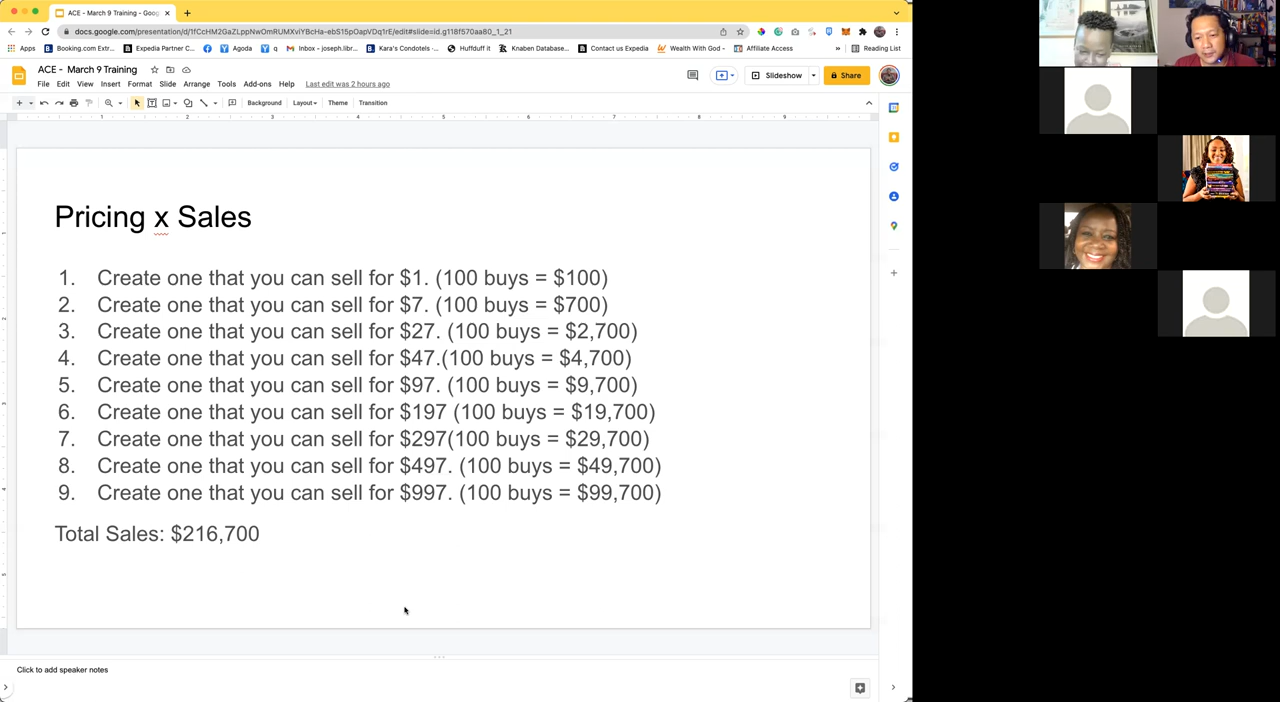 ACE - March 9 Training - Goog
docs.google.com/presentation/d/1fCcHM2GaZLppNwOmRUMXviYBcHa-ebS15pOapVDq1rE/edit#slide=id.g118f570aa80_1_21
Apps Booking.com Extr... Expedia Partner C... Agoda q Inbox - joseph.libr... Kara's Condotels -... Huffduff it Knaben Database... Contact us Expedia Wealth With God -... Affiliate Access » Reading List
ACE - March 9 Training
File Edit View Insert Format Slide Arrange Tools Add-ons Help Last edit was 2 hours ago
Slideshow Share
Background Layout Theme Transition
1 2 3 4 5 6 7 8 9
Pricing x Sales
1. Create one that you can sell for $1. (100 buys = $100)
2. Create one that you can sell for $7. (100 buys = $700)
3. Create one that you can sell for $27. (100 buys = $2,700)
4. Create one that you can sell for $47.(100 buys = $4,700)
5. Create one that you can sell for $97. (100 buys = $9,700)
6. Create one that you can sell for $197 (100 buys = $19,700)
7. Create one that you can sell for $297(100 buys = $29,700)
8. Create one that you can sell for $497. (100 buys = $49,700)
9. Create one that you can sell for $997. (100 buys = $99,700)
Total Sales: $216,700
Click to add speaker notes